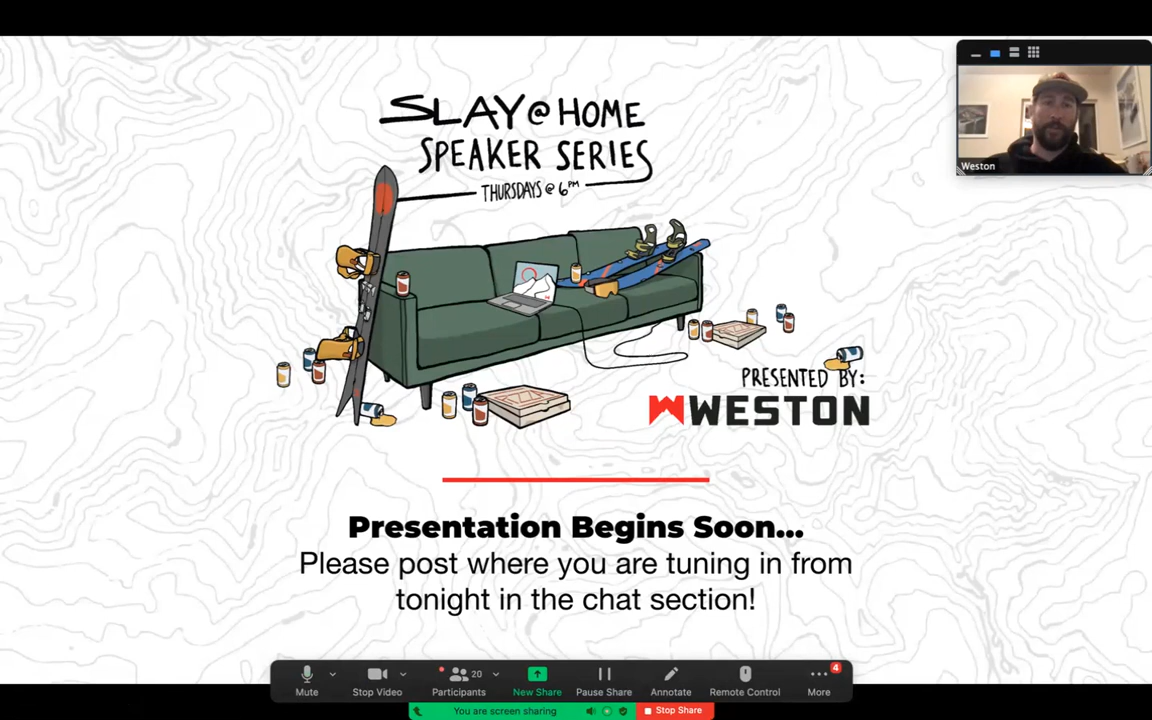 SLAY@HOME
SPEAKER SERIES
THURSDAYS @ 6PM
Weston
PRESENTED BY:
WESTON
Presentation Begins Soon...
Please post where you are tuning in from
tonight in the chat section!
Mute
Stop Video
20
Participants
New Share
Pause Share
Annotate
Remote Control
4
More
You are screen sharing
Stop Share